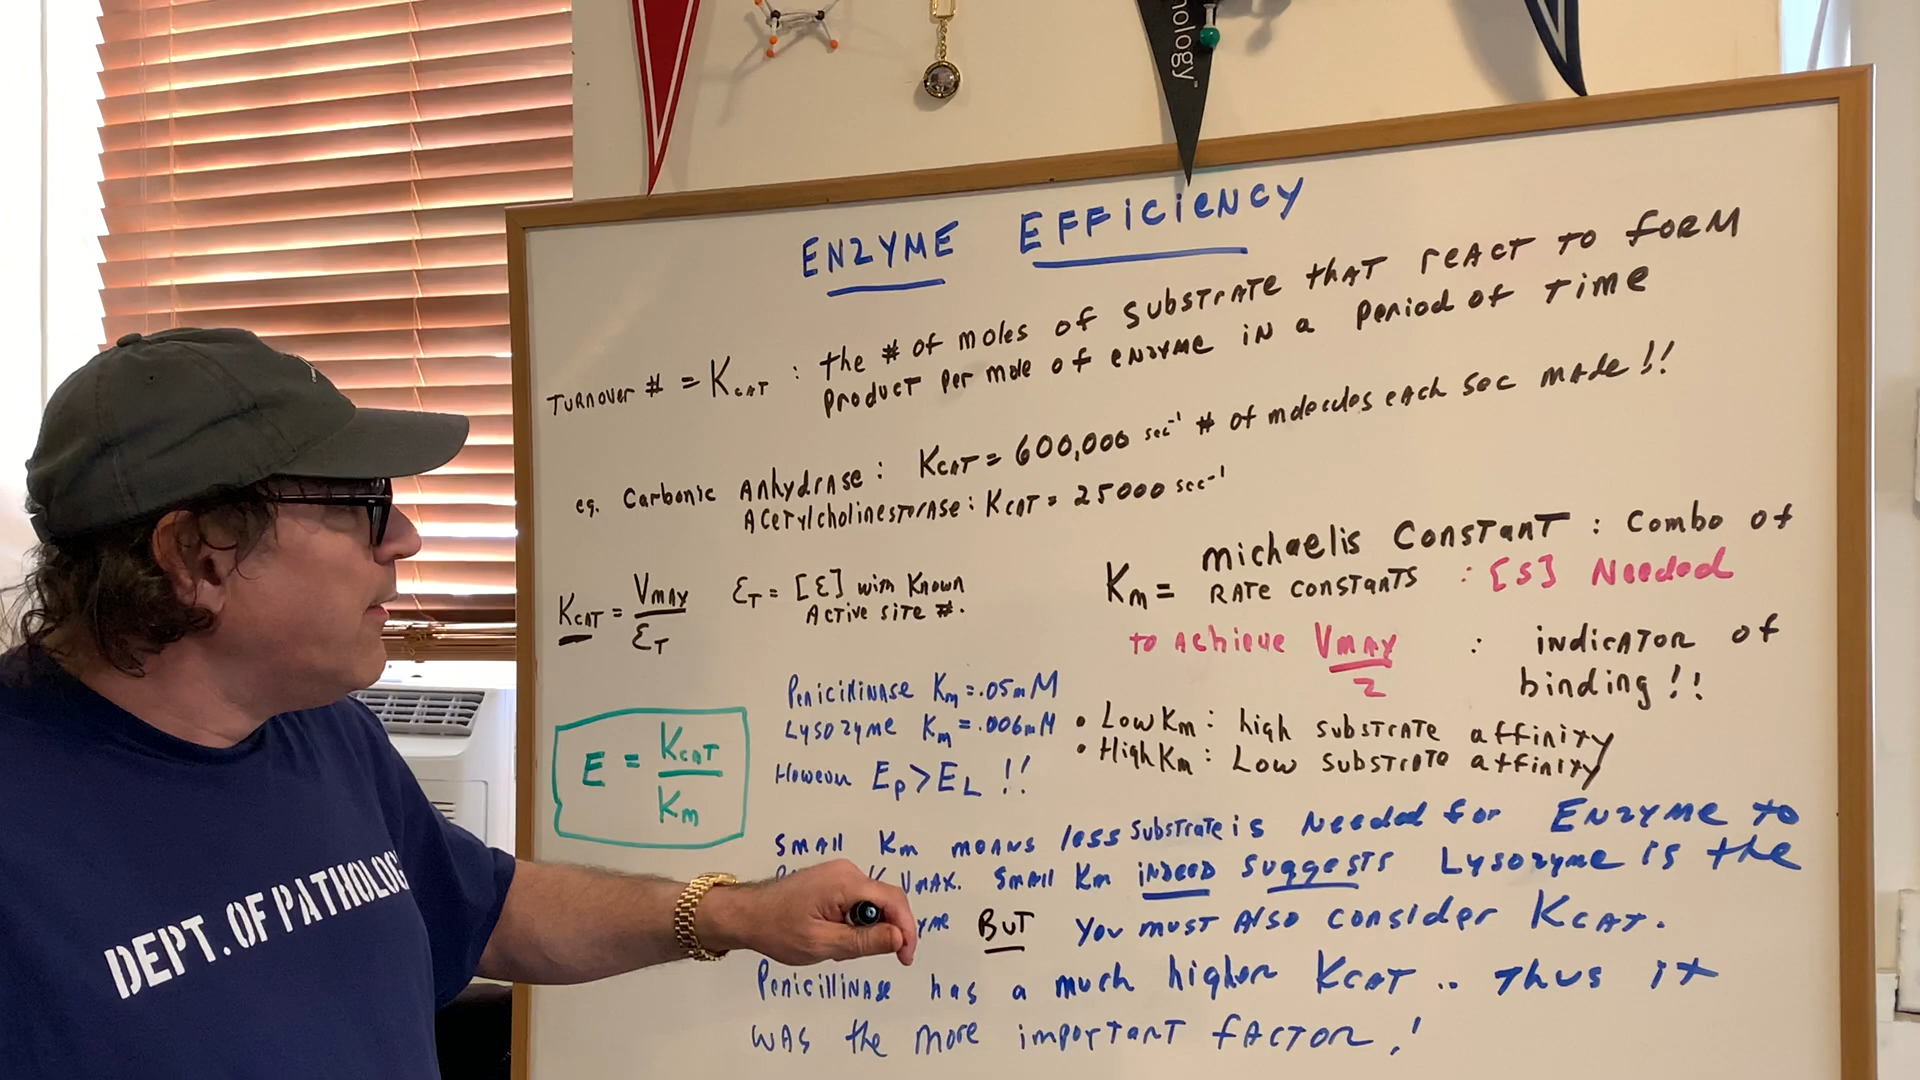 nology"
ENZYME EFFICIENCY
TURNOVER # = KCAT : the # of moles of substrate that react to form
product per mole of enzyme in a period of time
eg. Carbonic Anhydrase : KCAT = 600,000 sec⁻¹ # of molecules each sec made!!
Acetylcholinesterase : KCAT = 25000 sec⁻¹
KCAT = VMAX / ET
ET = [E] with known
Active site #.
Km = Michaelis Constant : Combo of
Rate constants : [S] Needed
to achieve VMAX / 2 : indicator of
binding!!
Penicillinase Km = .05mM
Lysozyme Km = .006mM
However EP > EL !!
• Low Km : high substrate affinity
• High Km : Low substrate affinity
E = KCAT / Km
Small Km means less substrate is needed for Enzyme to
VMAX. Small Km indeed suggests Lysozyme is the
BUT you must also consider KCAT.
Penicillinase has a much higher KCAT .. thus it
was the more important factor!
DEPT. OF PATHOLOG